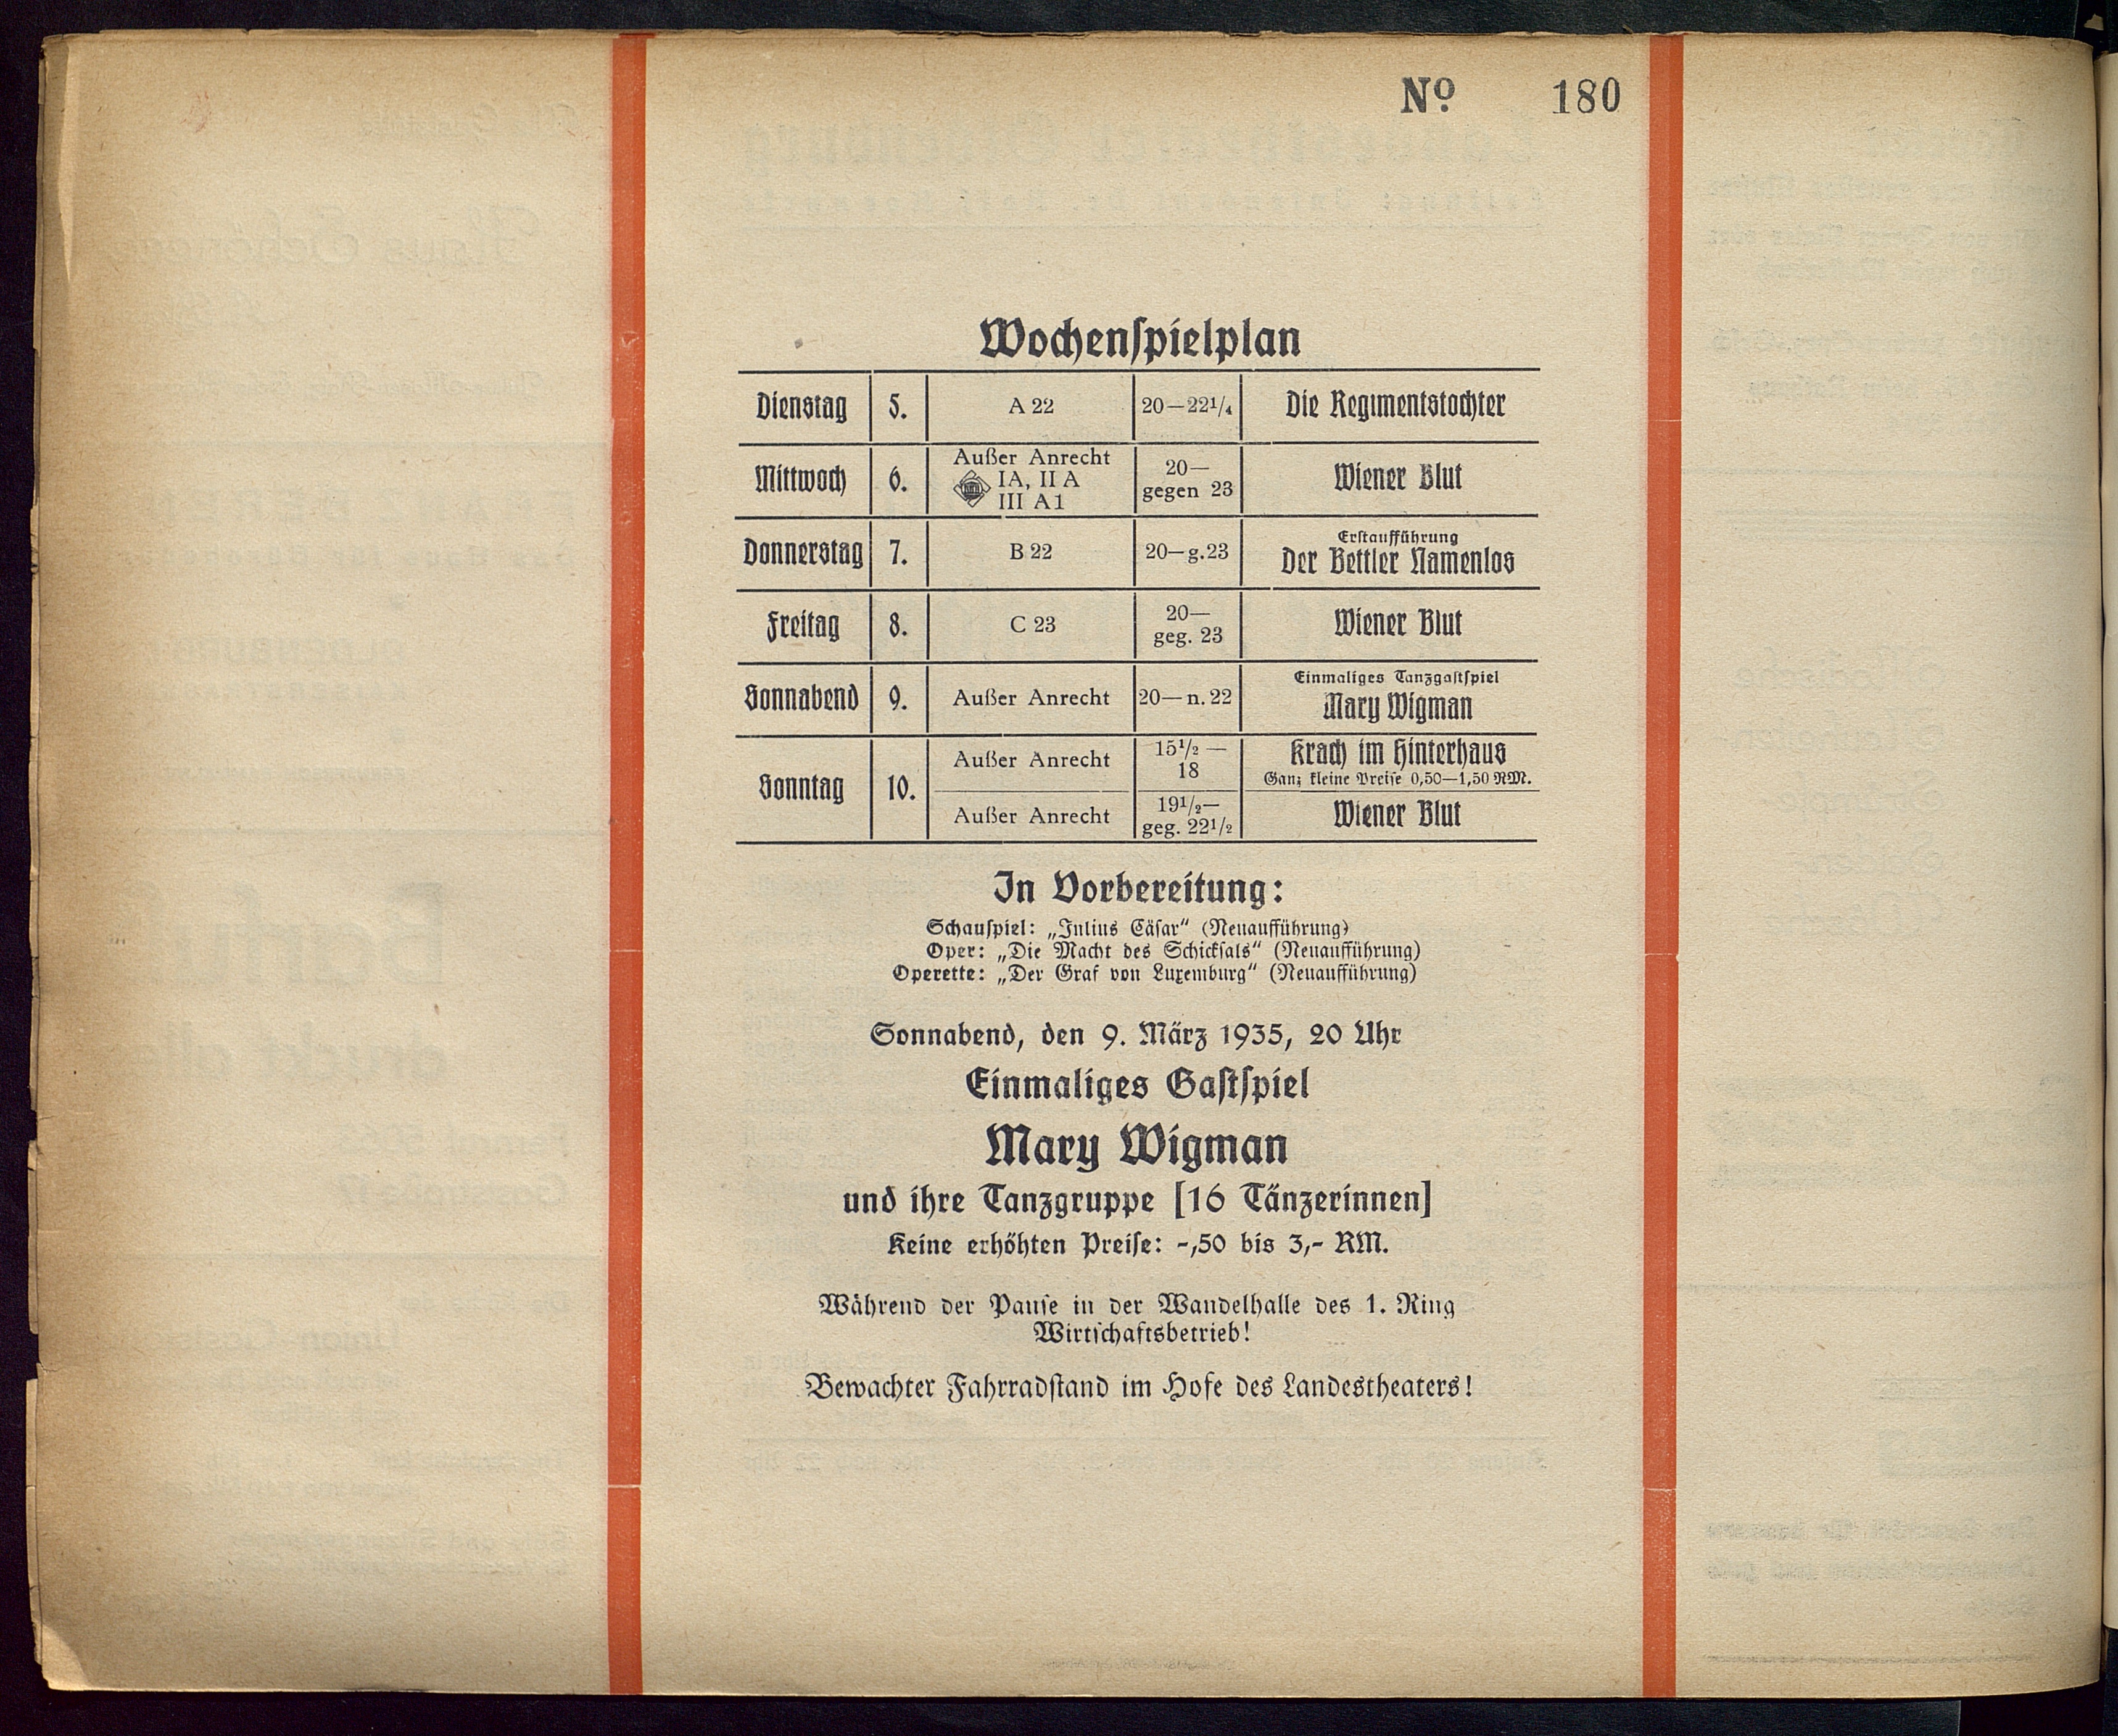 No. 180
Wochenspielplan
Dienstag 5. A 22 20—22¹/₄ Die Regimentstochter
Mittwoch 6. Außer Anrecht IA, II A III A1 20— gegen 23 Wiener Blut
Donnerstag 7. B 22 20—g.23 Erstaufführung Der Bettler Namenlos
Freitag 8. C 23 20— geg. 23 Wiener Blut
Sonnabend 9. Außer Anrecht 20—n. 22 Einmaliges Tanzgastspiel Mary Wigman
Sonntag 10. Außer Anrecht 15¹/₂— 18 Krach im Hinterhaus Ganz kleine Preise 0,50—1,50 RM.
Außer Anrecht 19¹/₂— geg. 22¹/₂ Wiener Blut
In Vorbereitung:
Schauspiel: „Julius Cäsar“ (Neuaufführung)
Oper: „Die Macht des Schicksals“ (Neuaufführung)
Operette: „Der Graf von Luxemburg“ (Neuaufführung)
Sonnabend, den 9. März 1935, 20 Uhr
Einmaliges Gastspiel
Mary Wigman
und ihre Tanzgruppe [16 Tänzerinnen]
Keine erhöhten Preise: -,50 bis 3,- RM.
Während der Pause in der Wandelhalle des 1. Ring
Wirtschaftsbetrieb!
Bewachter Fahrradstand im Hofe des Landestheaters!